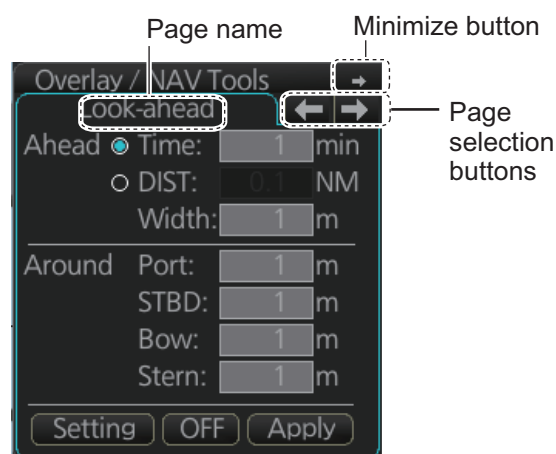 Page name
Minimize button
Overlay / NAV Tools
Look-ahead
Page
selection
buttons
Ahead Time: 1 min
DIST: 0.1 NM
Width: 1 m
Around Port: 1 m
STBD: 1 m
Bow: 1 m
Stern: 1 m
Setting OFF Apply